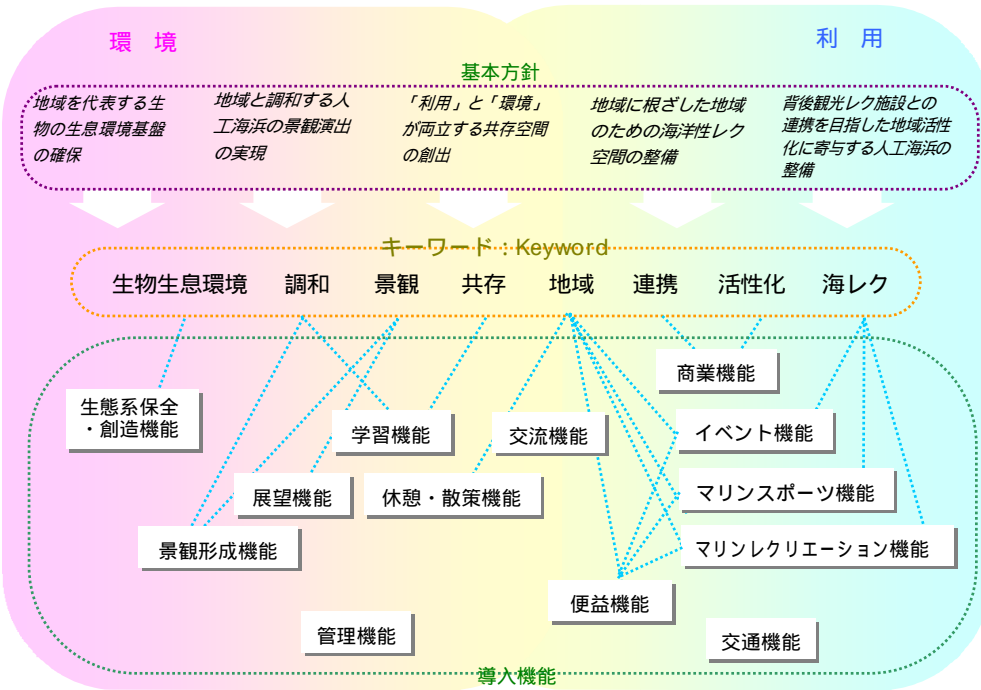 環　境
利　用
基本方針
地域を代表する生
物の生息環境基盤
の確保
地域と調和する人
工海浜の景観演出
の実現
「利用」と「環境」
が両立する共存空間
の創出
地域に根ざした地域
のための海洋性レク
空間の整備
背後観光レク施設との
連携を目指した地域活性
化に寄与する人工海浜の
整備
キーワード：Keyword
生物生息環境　調和　景観　共存　地域　連携　活性化　海レク
商業機能
生態系保全
・創造機能
学習機能
交流機能
イベント機能
展望機能
休憩・散策機能
マリンスポーツ機能
景観形成機能
マリンレクリエーション機能
便益機能
管理機能
交通機能
導入機能